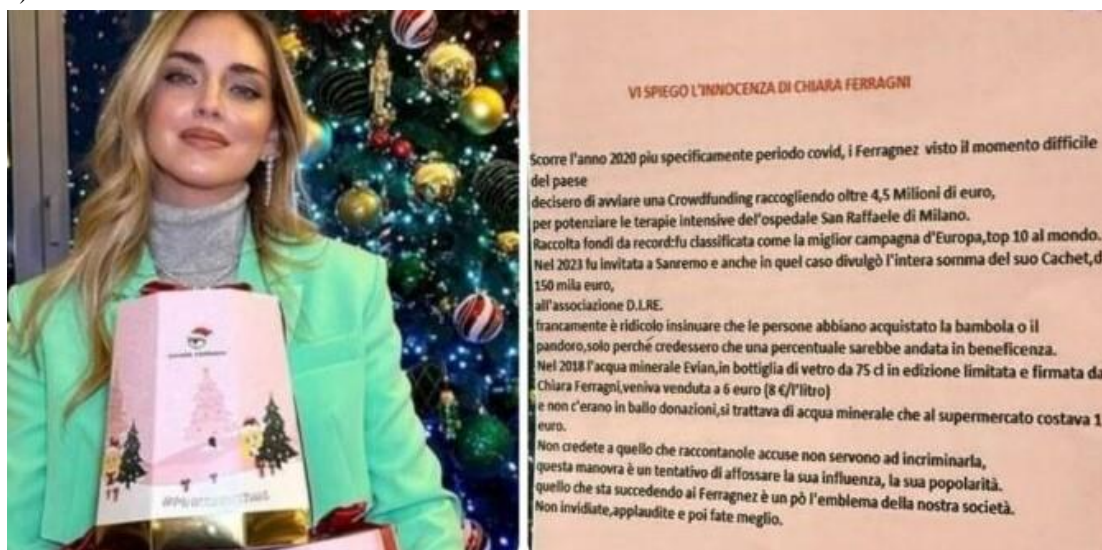 )
CHIARA FERRAGNI
VI SPIEGO L'INNOCENZA DI CHIARA FERRAGNI
Scorre l'anno 2020 piu specificamente periodo covid, i Ferragnez visto il momento difficile
del paese
decisero di avviare una Crowdfunding raccogliendo oltre 4,5 Milioni di euro,
per potenziare le terapie intensive del'ospedale San Raffaele di Milano.
Raccolta fondi da record:fu classificata come la miglior campagna d'Europa,top 10 al mondo.
Nel 2023 fu invitata a Sanremo e anche in quel caso divulgò l'intera somma del suo Cachet,d
150 mila euro,
all'associazione D.I.RE.
francamente è ridicolo insinuare che le persone abbiano acquistato la bambola o il
pandoro,solo perché credessero che una percentuale sarebbe andata in beneficenza.
Nel 2018 l'acqua minerale Evian,in bottiglia di vetro da 75 cl in edizione limitata e firmata da
Chiara Ferragni,veniva venduta a 6 euro (8 €/l'litro)
e non c'erano in ballo donazioni,si trattava di acqua minerale che al supermercato costava 1
euro.
Non credete a quello che raccontanole accuse non servono ad incriminarla,
questa manovra è un tentativo di affossare la sua influenza, la sua popolarità.
quello che sta succedendo ai Ferragnez è un pò l'emblema della nostra società.
Non invidiate,applaudite e poi fate meglio.